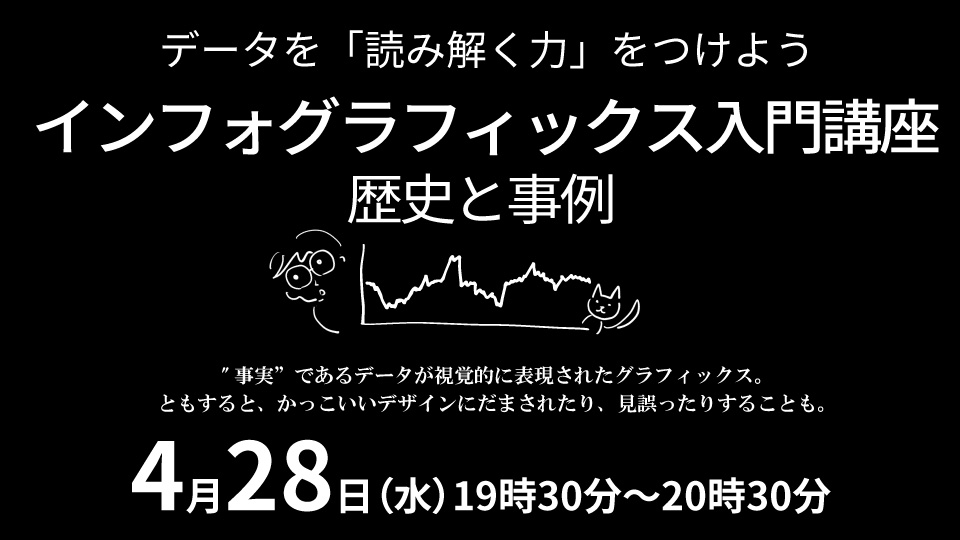 データを「読み解く力」をつけよう
インフォグラフィックス入門講座
歴史と事例
〃事実”であるデータが視覚的に表現されたグラフィックス。
ともすると、かっこいいデザインにだまされたり、見誤ったりすることも。
4月28日(水)19時30分〜20時30分